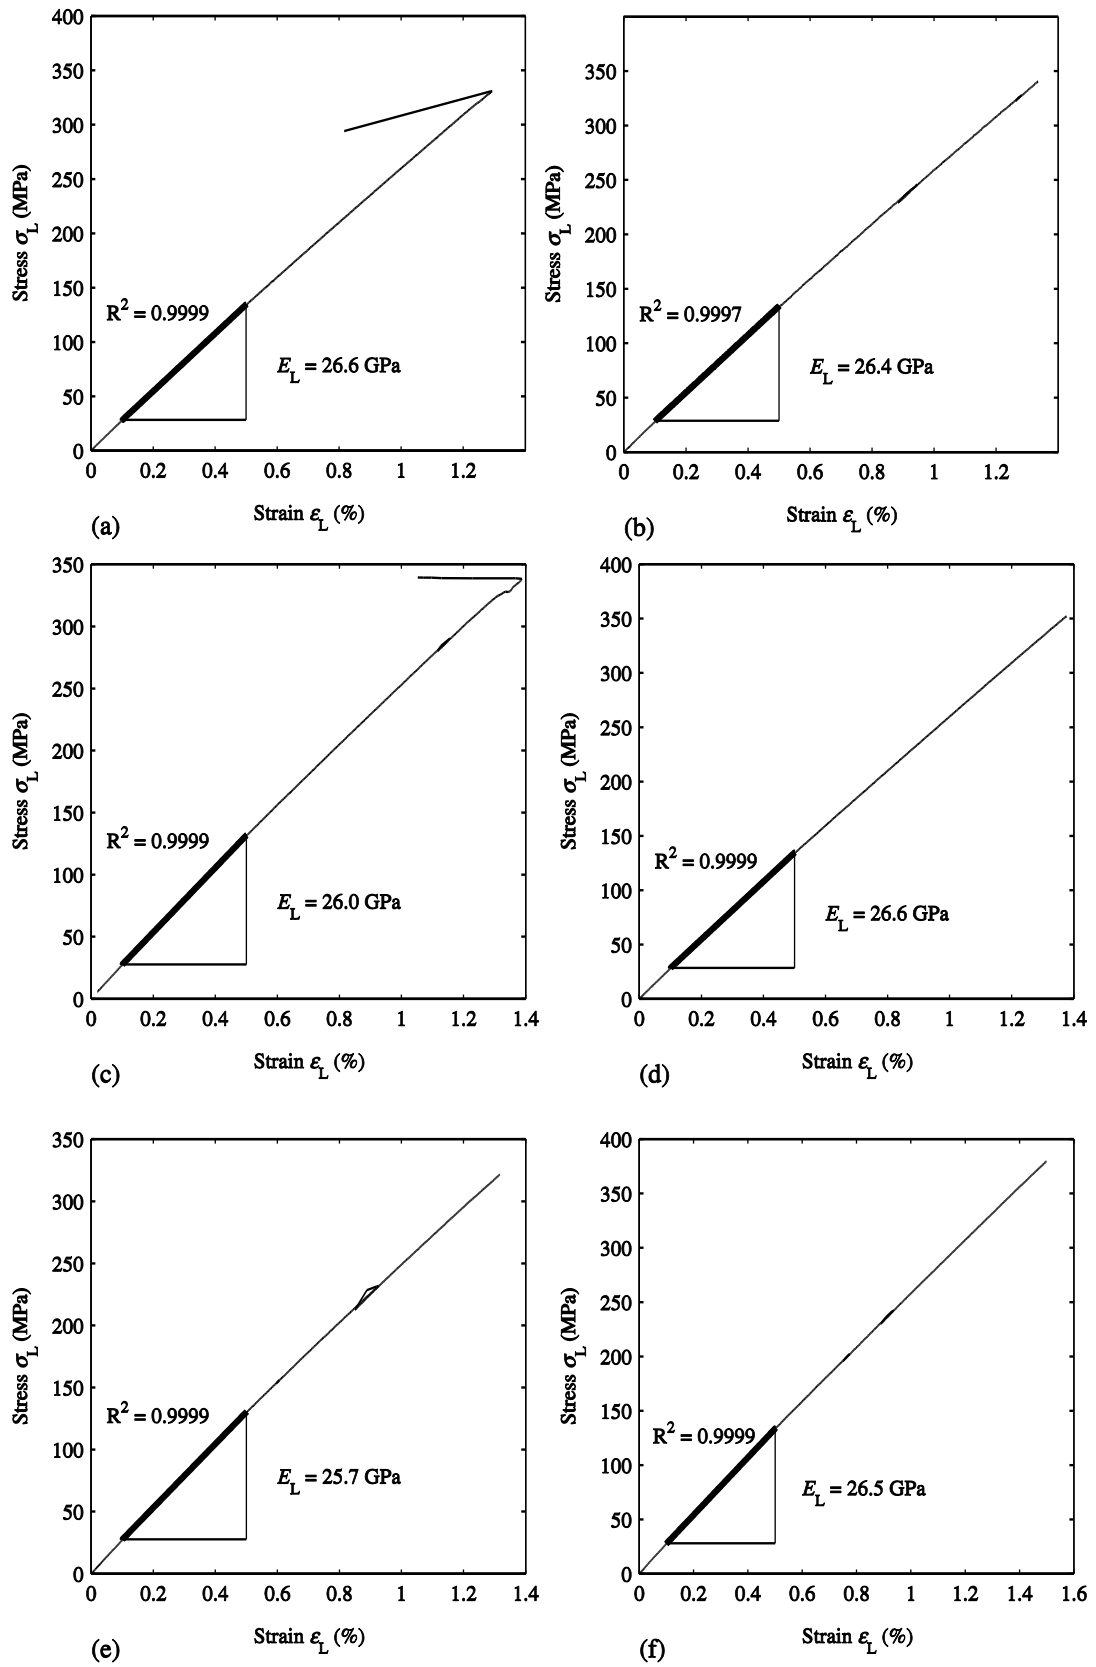 400
350
300
250
200
150
100
50
0
Stress σL (MPa)
R2 = 0.9999
EL = 26.6 GPa
0 0.2 0.4 0.6 0.8 1 1.2
Strain εL (%)
(a)
350
300
250
200
150
100
50
0
Stress σL (MPa)
R2 = 0.9997
EL = 26.4 GPa
0 0.2 0.4 0.6 0.8 1 1.2
Strain εL (%)
(b)
350
300
250
200
150
100
50
0
Stress σL (MPa)
R2 = 0.9999
EL = 26.0 GPa
0 0.2 0.4 0.6 0.8 1 1.2 1.4
Strain εL (%)
(c)
400
350
300
250
200
150
100
50
0
Stress σL (MPa)
R2 = 0.9999
EL = 26.6 GPa
0 0.2 0.4 0.6 0.8 1 1.2 1.4
Strain εL (%)
(d)
350
300
250
200
150
100
50
0
Stress σL (MPa)
R2 = 0.9999
EL = 25.7 GPa
0 0.2 0.4 0.6 0.8 1 1.2 1.4
Strain εL (%)
(e)
400
350
300
250
200
150
100
50
0
Stress σL (MPa)
R2 = 0.9999
EL = 26.5 GPa
0 0.2 0.4 0.6 0.8 1 1.2 1.4 1.6
Strain εL (%)
(f)